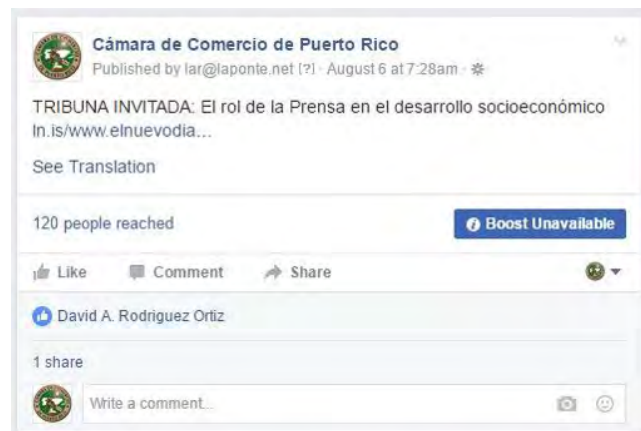 Cámara de Comercio de Puerto Rico
Published by lar@laponte.net [?] · August 6 at 7:28am ·
TRIBUNA INVITADA: El rol de la Prensa en el desarrollo socioeconómico
ln.is/www.elnuevodia...
See Translation
120 people reached
Boost Unavailable
Like Comment Share
David A. Rodriguez Ortiz
1 share
Write a comment...